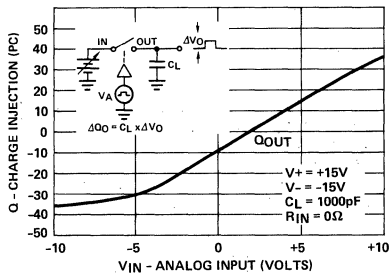 Q - CHARGE INJECTION (PC)
50
40
30
20
10
0
-10
-20
-30
-40
-50
IN
OUT
ΔVO
CL
VA
ΔQO = CL x ΔVO
QOUT
V+ = +15V
V- = -15V
CL = 1000pF
RIN = 0Ω
-10
-5
0
+5
+10
VIN - ANALOG INPUT (VOLTS)